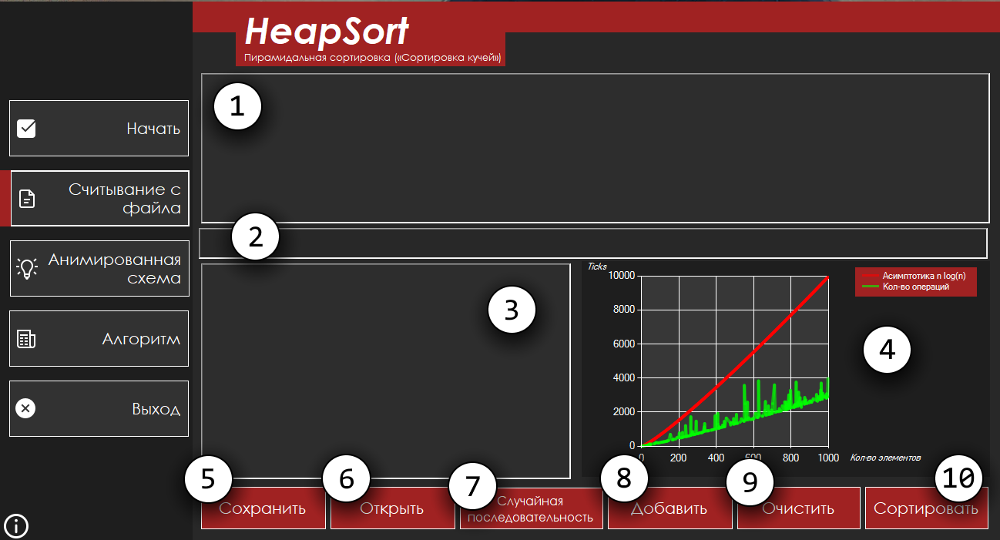 HeapSort
Пирамидальная сортировка («Сортировка кучей»)
Начать
Считывание с
файла
Анимированная
схема
Алгоритм
Выход
1
2
3
Ticks
10000
8000
6000
4000
2000
0
0
200
400
600
800
1000
Кол-во элементов
Асимптотика n log(n)
Кол-во операций
4
5
Сохранить
6
Открыть
7
Случайная
последовательность
8
Добавить
9
Очистить
10
Сортировать